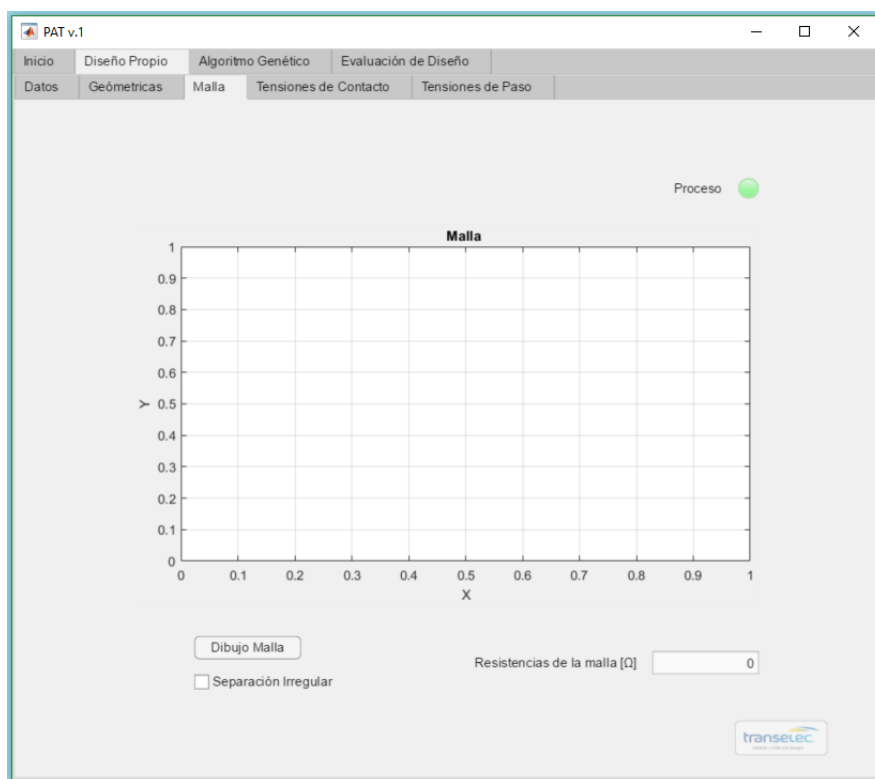 PAT v.1
Inicio Diseño Propio Algoritmo Genético Evaluación de Diseño
Datos Geómetricas Malla Tensiones de Contacto Tensiones de Paso
Proceso
Malla
1
0.9
0.8
0.7
0.6
Y 0.5
0.4
0.3
0.2
0.1
0
0 0.1 0.2 0.3 0.4 0.5 0.6 0.7 0.8 0.9 1
X
Dibujo Malla
Resistencias de la malla [Ω] 0
Separación Irregular
transelec